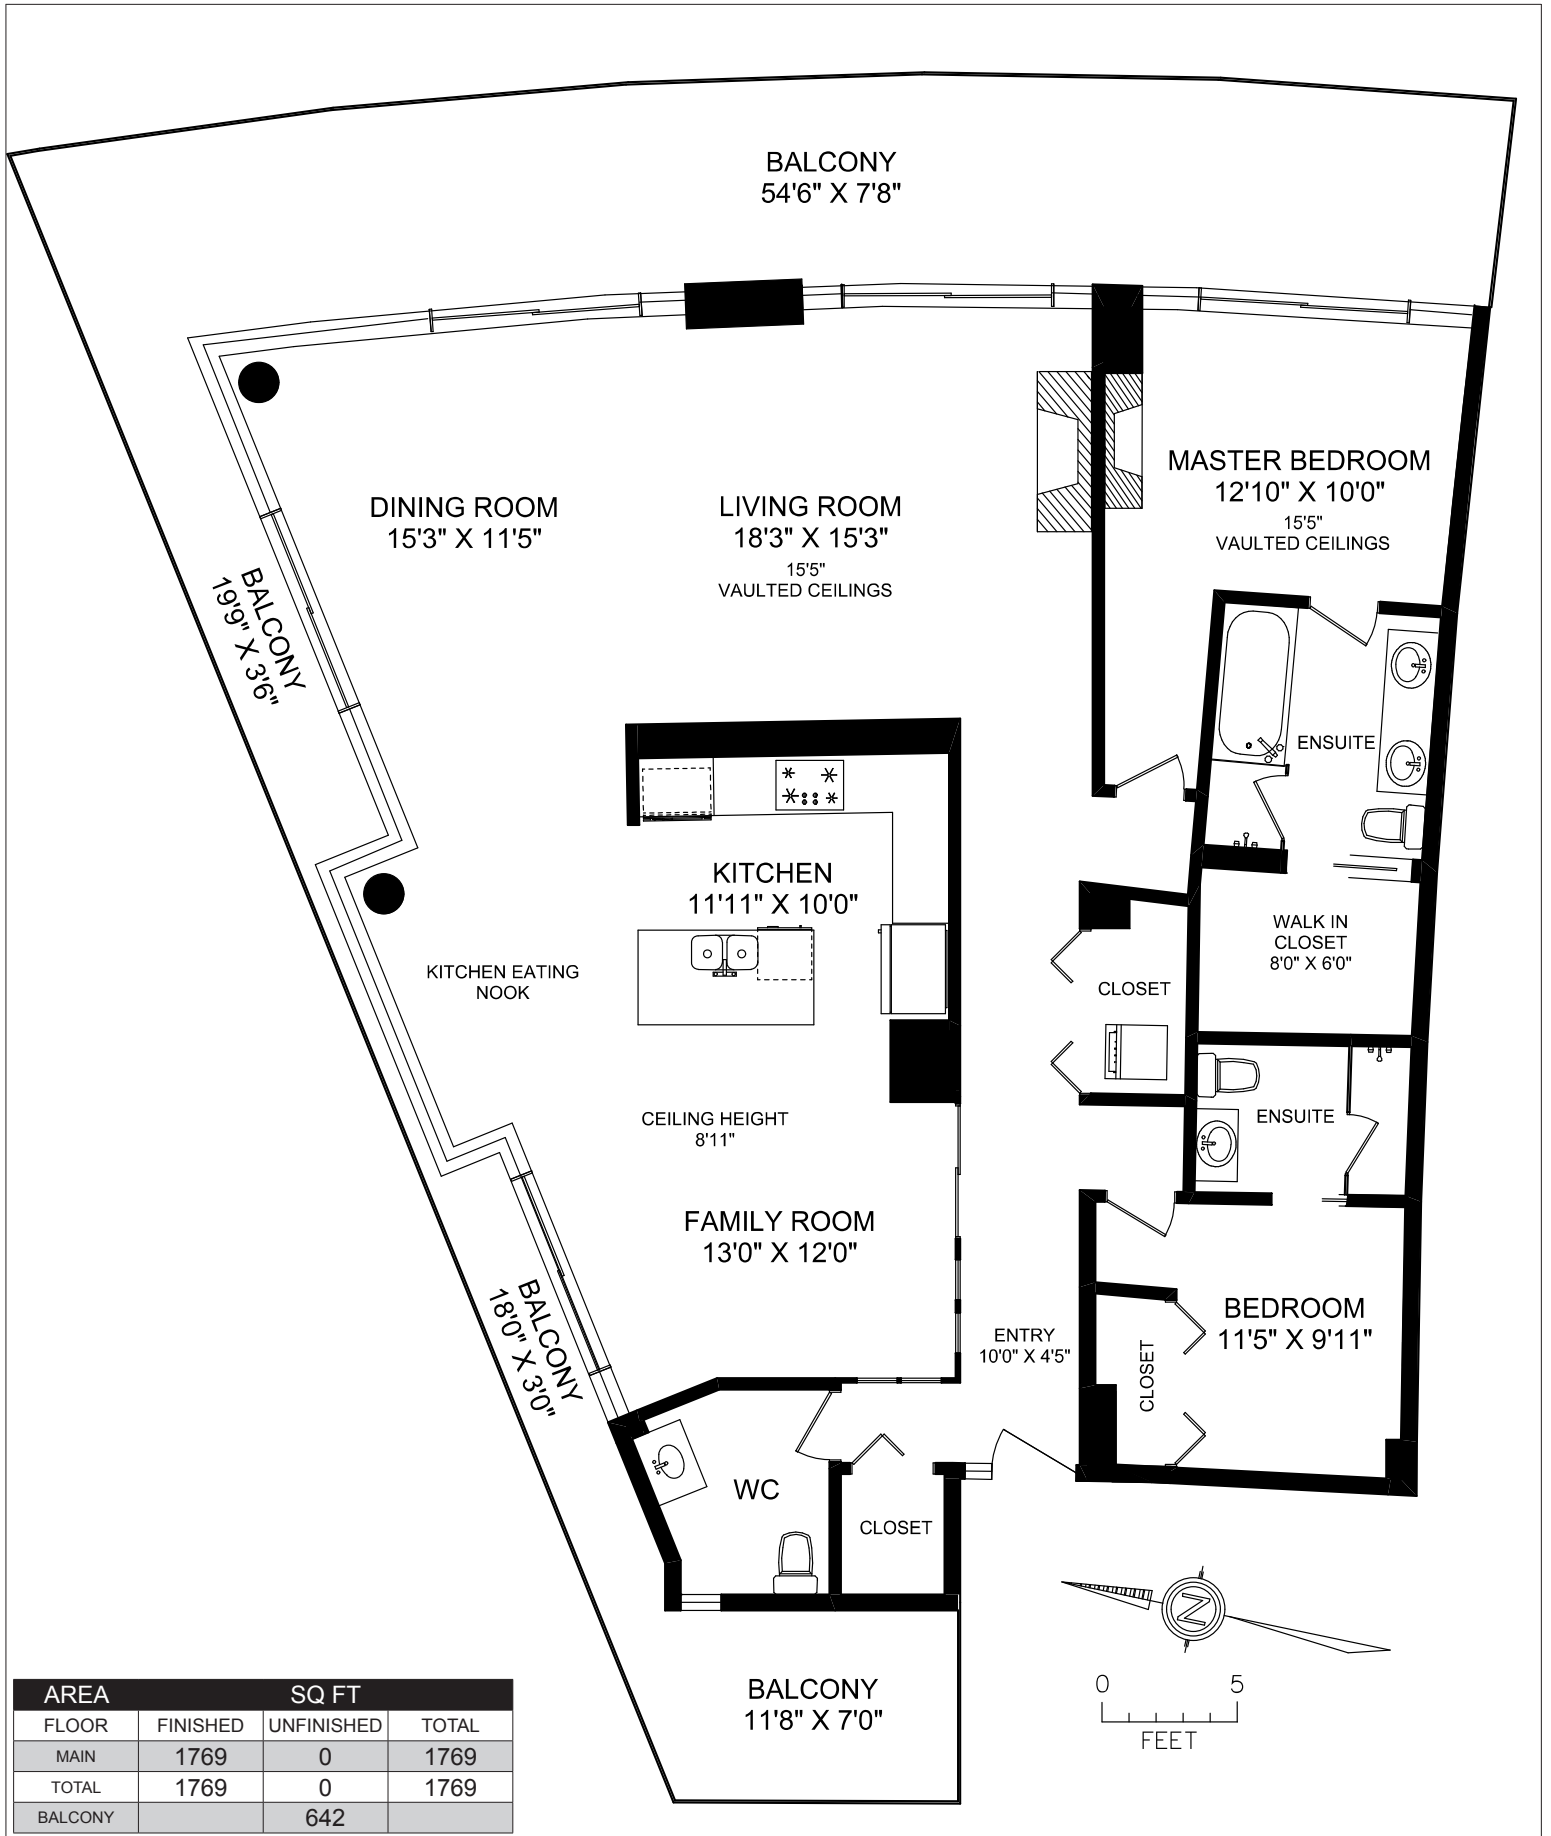 BALCONY
54'6" X 7'8"
MASTER BEDROOM
12'10" X 10'0"
15'5"
VAULTED CEILINGS
DINING ROOM
15'3" X 11'5"
LIVING ROOM
18'3" X 15'3"
15'5"
VAULTED CEILINGS
BALCONY
19'9" X 3'6"
ENSUITE
KITCHEN
11'11" X 10'0"
WALK IN
CLOSET
8'0" X 6'0"
KITCHEN EATING
NOOK
CLOSET
CEILING HEIGHT
8'11"
ENSUITE
FAMILY ROOM
13'0" X 12'0"
BALCONY
18'0" X 3'0"
ENTRY
10'0" X 4'5"
BEDROOM
11'5" X 9'11"
CLOSET
WC
CLOSET
N
BALCONY
11'8" X 7'0"
0 5
FEET
AREA SQ FT
FLOOR FINISHED UNFINISHED TOTAL
MAIN 1769 0 1769
TOTAL 1769 0 1769
BALCONY 642